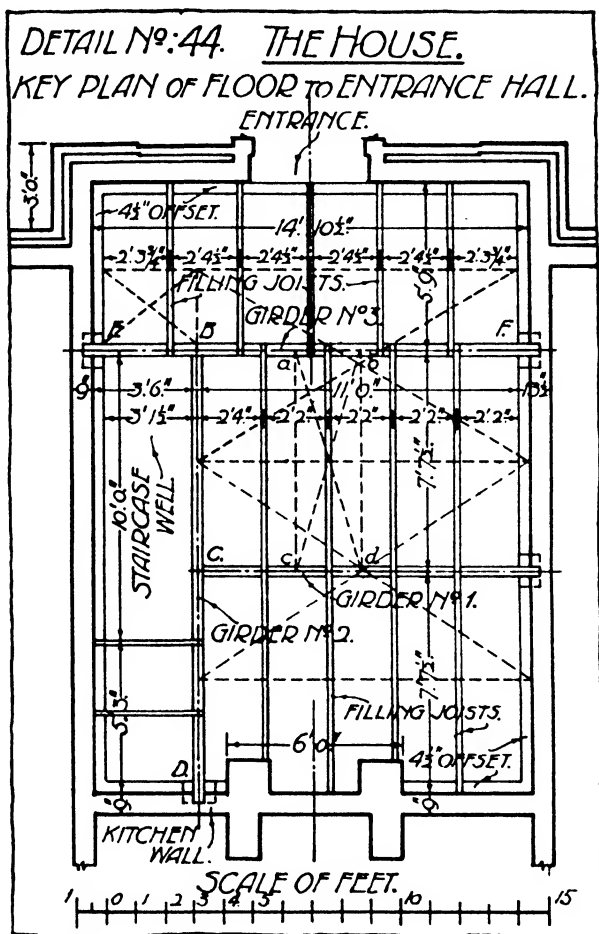 DETAIL Nº:44. THE HOUSE.
KEY PLAN OF FLOOR TO ENTRANCE HALL.
ENTRANCE.
3'.0."
4½" OFFSET.
14'. 10½"
2'.3¾" 2'.4½" 2'.4½" 2'.4½" 2'.4½" 2'.3¾"
5'.9"
FILLING JOISTS.
GIRDER Nº3.
B. F.
a b
9" 3'.6" 11'.0" 13½"
3'.1½" 2'.4" 2'.2" 2'.2" 2'.2" 2'.2"
10'.0"
STAIRCASE
WELL.
7'.7½"
C. c d
GIRDER Nº1.
GIRDER Nº2.
7'.7½"
5'.3"
FILLING JOISTS.
6'.0"
4½" OFFSET.
D.
9" 9"
KITCHEN
WALL.
SCALE OF FEET.
1 0 1 2 3 4 5 10 15